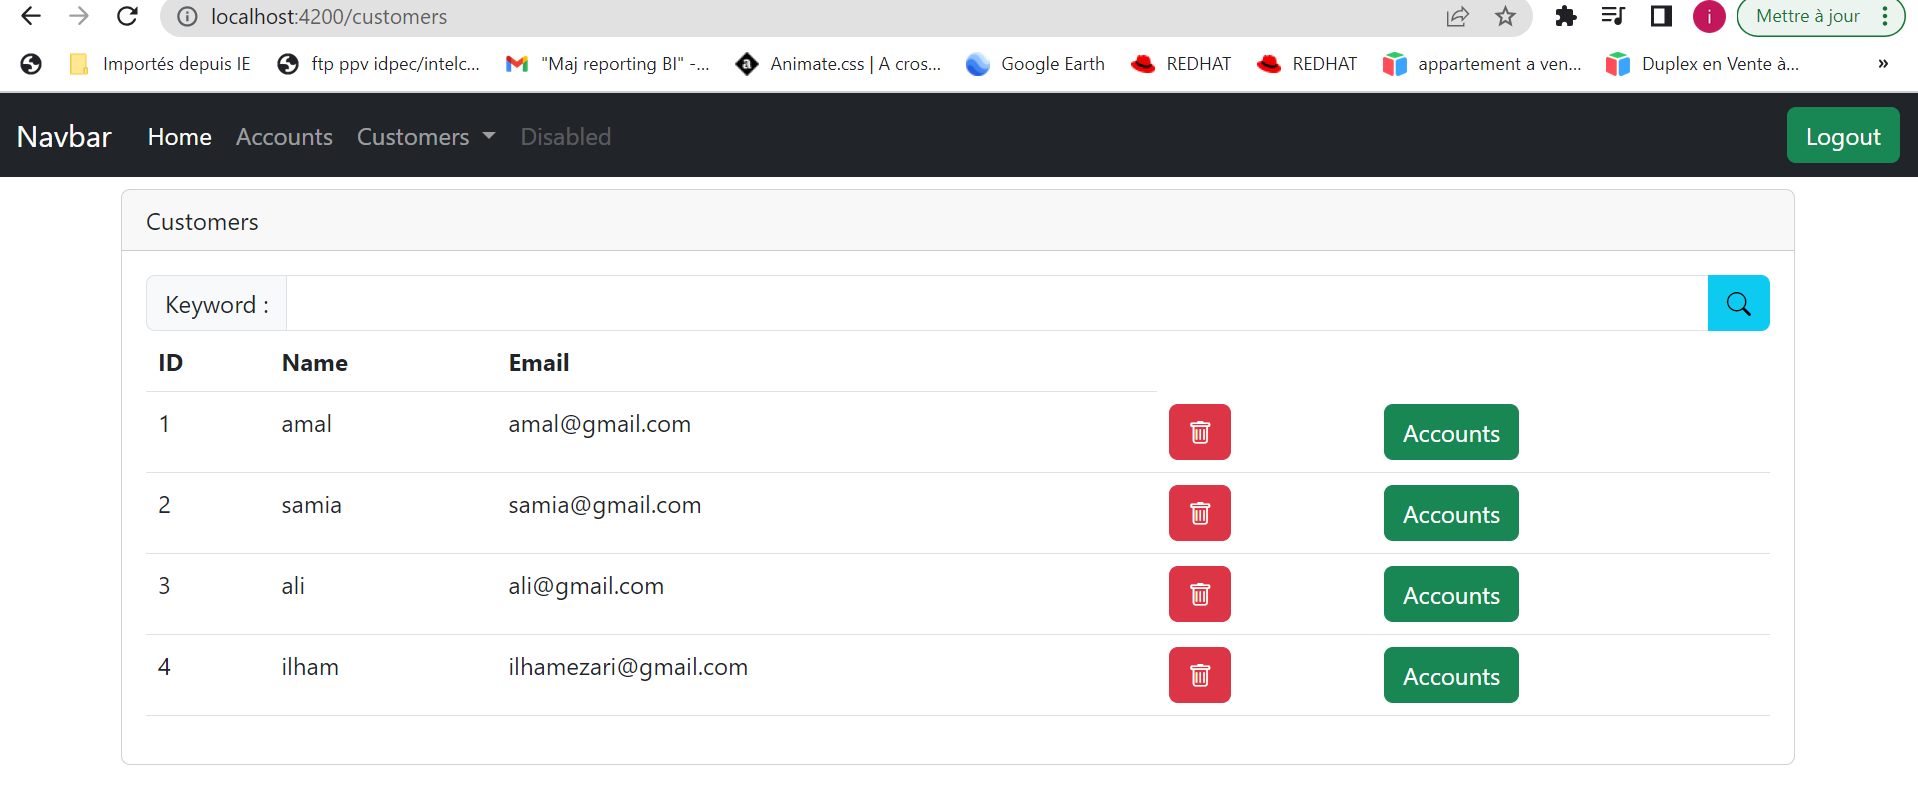 localhost:4200/customers
i
Mettre à jour
Importés depuis IE
ftp ppv idpec/intelc...
"Maj reporting BI" -...
a
Animate.css | A cros...
Google Earth
REDHAT
REDHAT
appartement a ven...
Duplex en Vente à...
»
Navbar Home Accounts Customers Disabled Logout
Customers
Keyword :
ID Name Email
1 amal amal@gmail.com Accounts
2 samia samia@gmail.com Accounts
3 ali ali@gmail.com Accounts
4 ilham ilhamezari@gmail.com Accounts